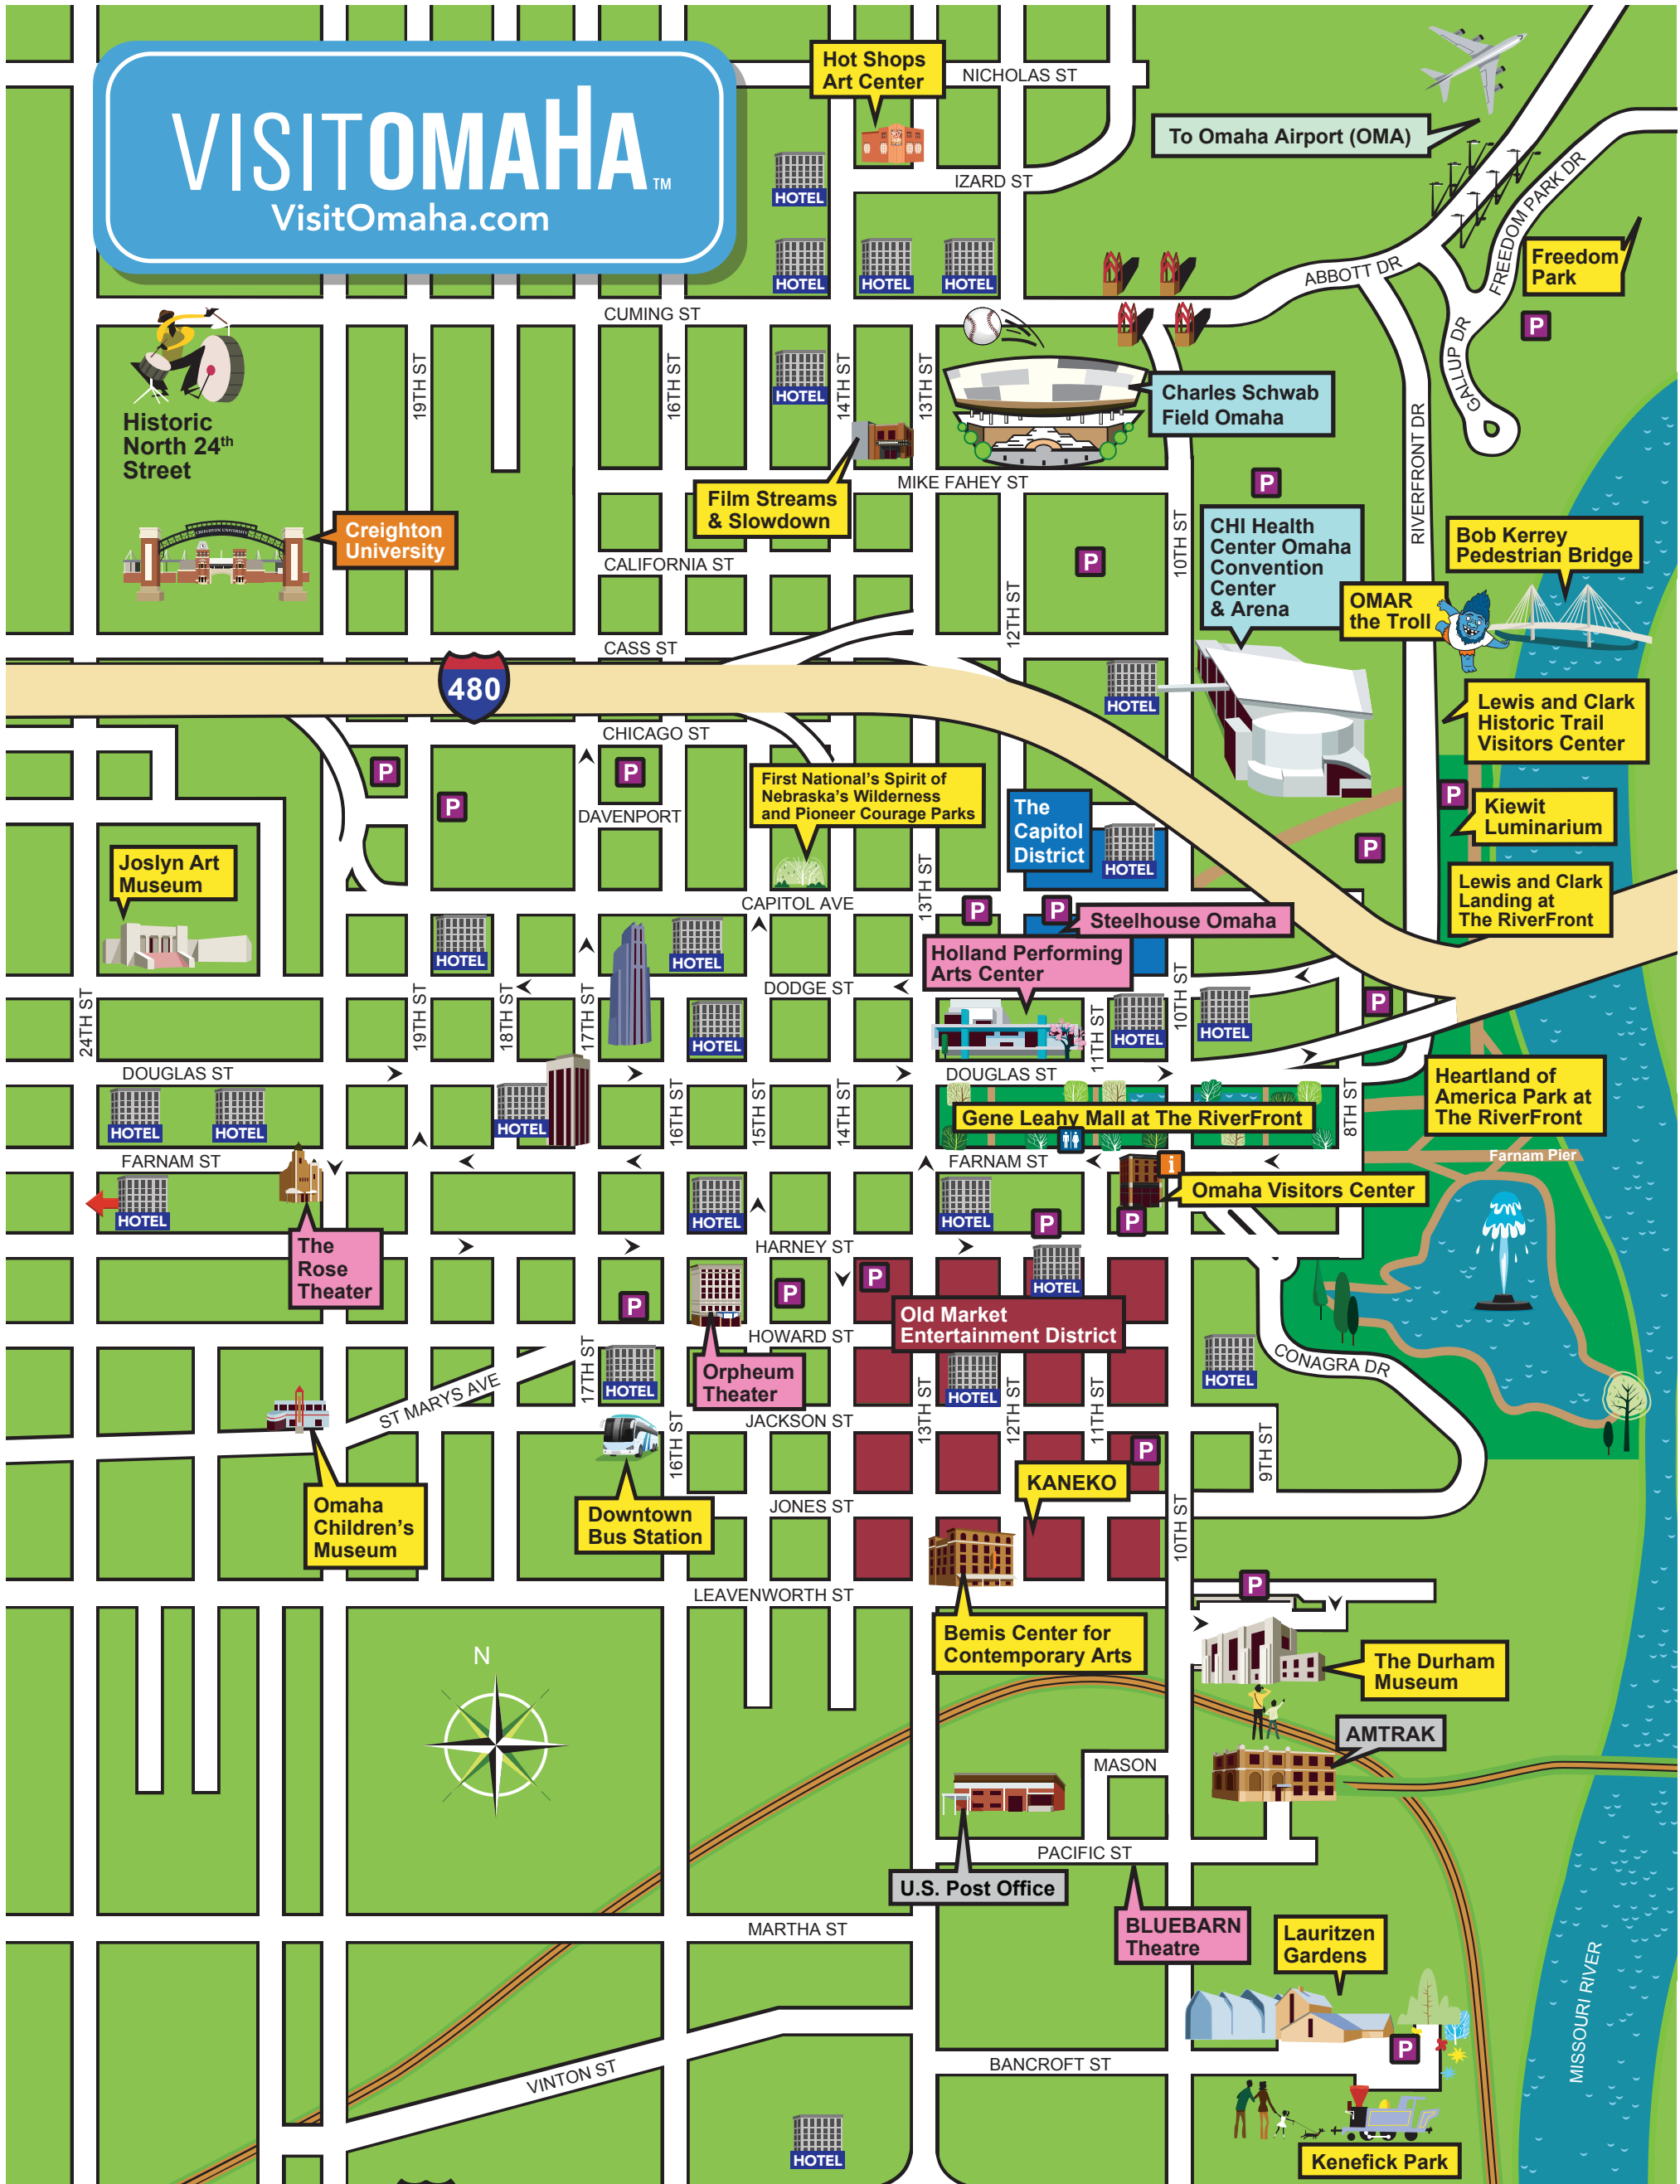 VISITOMAHA™
VisitOmaha.com
Hot Shops
Art Center
NICHOLAS ST
To Omaha Airport (OMA)
HOTEL
IZARD ST
FREEDOM PARK DR
Freedom
Park
HOTEL
HOTEL
HOTEL
ABBOTT DR
CUMING ST
P
Historic
North 24th
Street
19TH ST
16TH ST
HOTEL
14TH ST
13TH ST
Charles Schwab
Field Omaha
GALLUP DR
RIVERFRONT DR
Film Streams
& Slowdown
MIKE FAHEY ST
P
CREIGHTON UNIVERSITY
Creighton
University
10TH ST
CHI Health
Center Omaha
Convention
Center
& Arena
Bob Kerrey
Pedestrian Bridge
CALIFORNIA ST
P
OMAR
the Troll
12TH ST
CASS ST
480
HOTEL
Lewis and Clark
Historic Trail
Visitors Center
CHICAGO ST
P
P
P
First National's Spirit of
Nebraska's Wilderness
and Pioneer Courage Parks
DAVENPORT
The
Capitol
District
HOTEL
P
Kiewit
Luminarium
P
Joslyn Art
Museum
13TH ST
Lewis and Clark
Landing at
The RiverFront
CAPITOL AVE
P
P
Steelhouse Omaha
HOTEL
HOTEL
Holland Performing
Arts Center
DODGE ST
24TH ST
19TH ST
18TH ST
17TH ST
HOTEL
11TH ST
HOTEL
10TH ST
HOTEL
P
DOUGLAS ST
DOUGLAS ST
HOTEL
HOTEL
HOTEL
16TH ST
15TH ST
14TH ST
Gene Leahy Mall at The RiverFront
8TH ST
Heartland of
America Park at
The RiverFront
FARNAM ST
FARNAM ST
i
Farnam Pier
HOTEL
HOTEL
HOTEL
Omaha Visitors Center
P
P
The
Rose
Theater
HARNEY ST
P
P
P
HOTEL
Old Market
Entertainment District
HOWARD ST
17TH ST
HOTEL
Orpheum
Theater
HOTEL
HOTEL
CONAGRA DR
ST MARYS AVE
JACKSON ST
16TH ST
13TH ST
12TH ST
11TH ST
P
9TH ST
KANEKO
Omaha
Children's
Museum
Downtown
Bus Station
JONES ST
10TH ST
LEAVENWORTH ST
P
Bemis Center for
Contemporary Arts
N
The Durham
Museum
AMTRAK
MASON
PACIFIC ST
U.S. Post Office
BLUEBARN
Theatre
MARTHA ST
Lauritzen
Gardens
P
MISSOURI RIVER
BANCROFT ST
VINTON ST
HOTEL
Kenefick Park